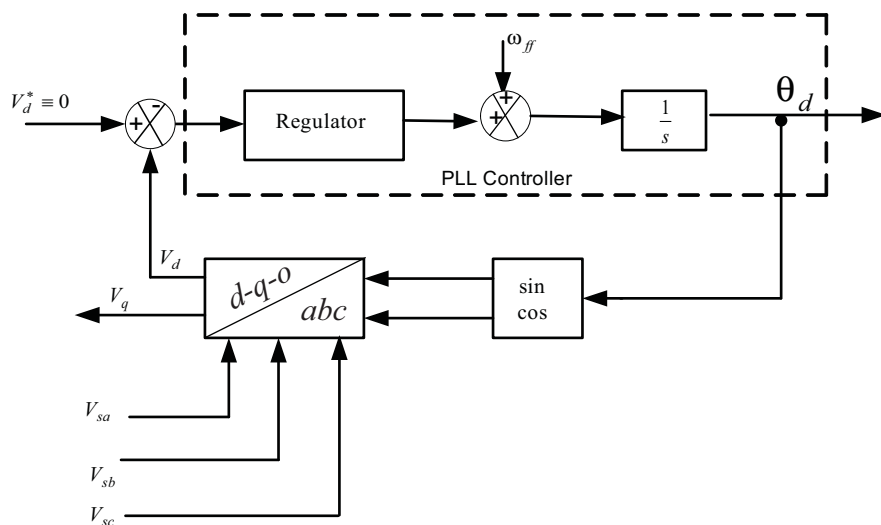 ω_ff
V_d^* ≡ 0
+ -
Regulator
+ +
1
s
θ_d
PLL Controller
V_d
V_q
d-q-o
abc
sin
cos
V_sa
V_sb
V_sc